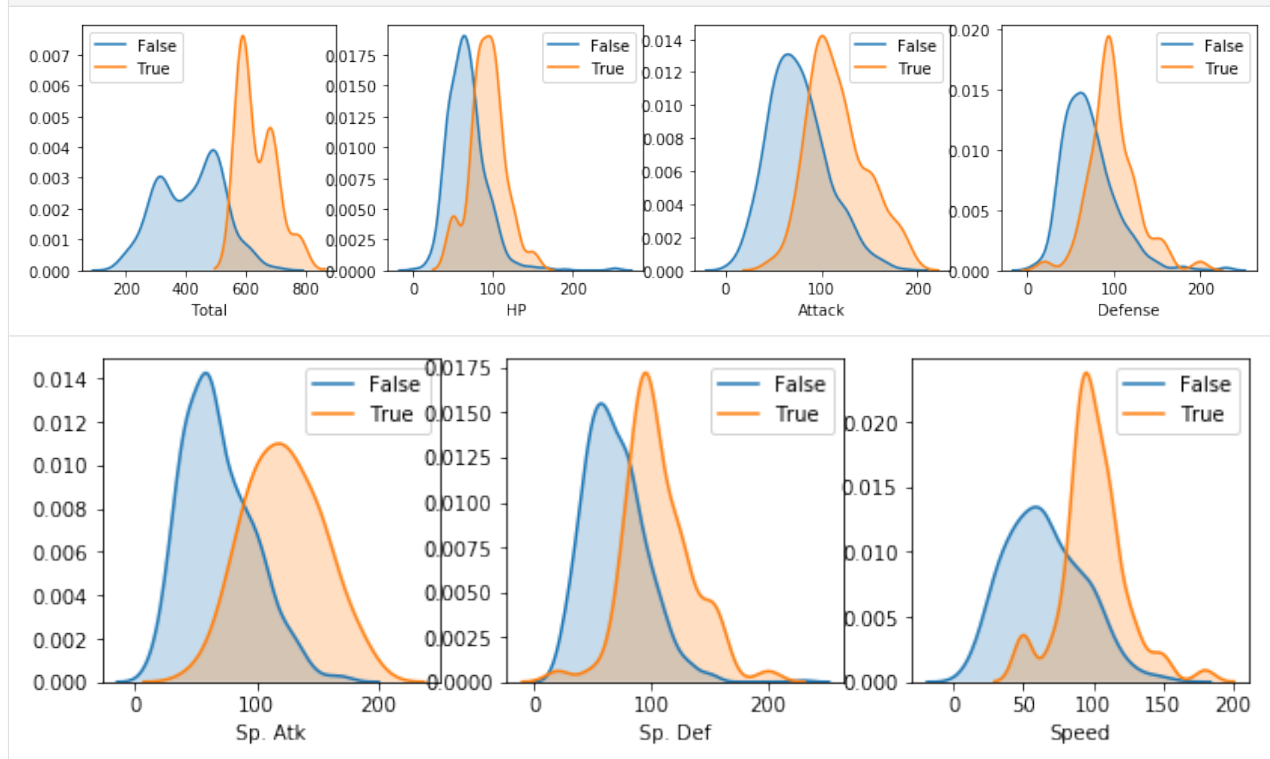 0.007
0.006
0.005
0.004
0.003
0.002
0.001
0.000
200 400 600 800
Total
False
True
0.0175
0.0150
0.0125
0.0100
0.0075
0.0050
0.0025
0.0000
0 100 200
HP
False
True
0.014
0.012
0.010
0.008
0.006
0.004
0.002
0.000
0 100 200
Attack
False
True
0.020
0.015
0.010
0.005
0.000
0 100 200
Defense
False
True
0.014
0.012
0.010
0.008
0.006
0.004
0.002
0.000
0 100 200
Sp. Atk
False
True
0.0175
0.0150
0.0125
0.0100
0.0075
0.0050
0.0025
0.0000
0 100 200
Sp. Def
False
True
0.020
0.015
0.010
0.005
0.000
0 50 100 150 200
Speed
False
True